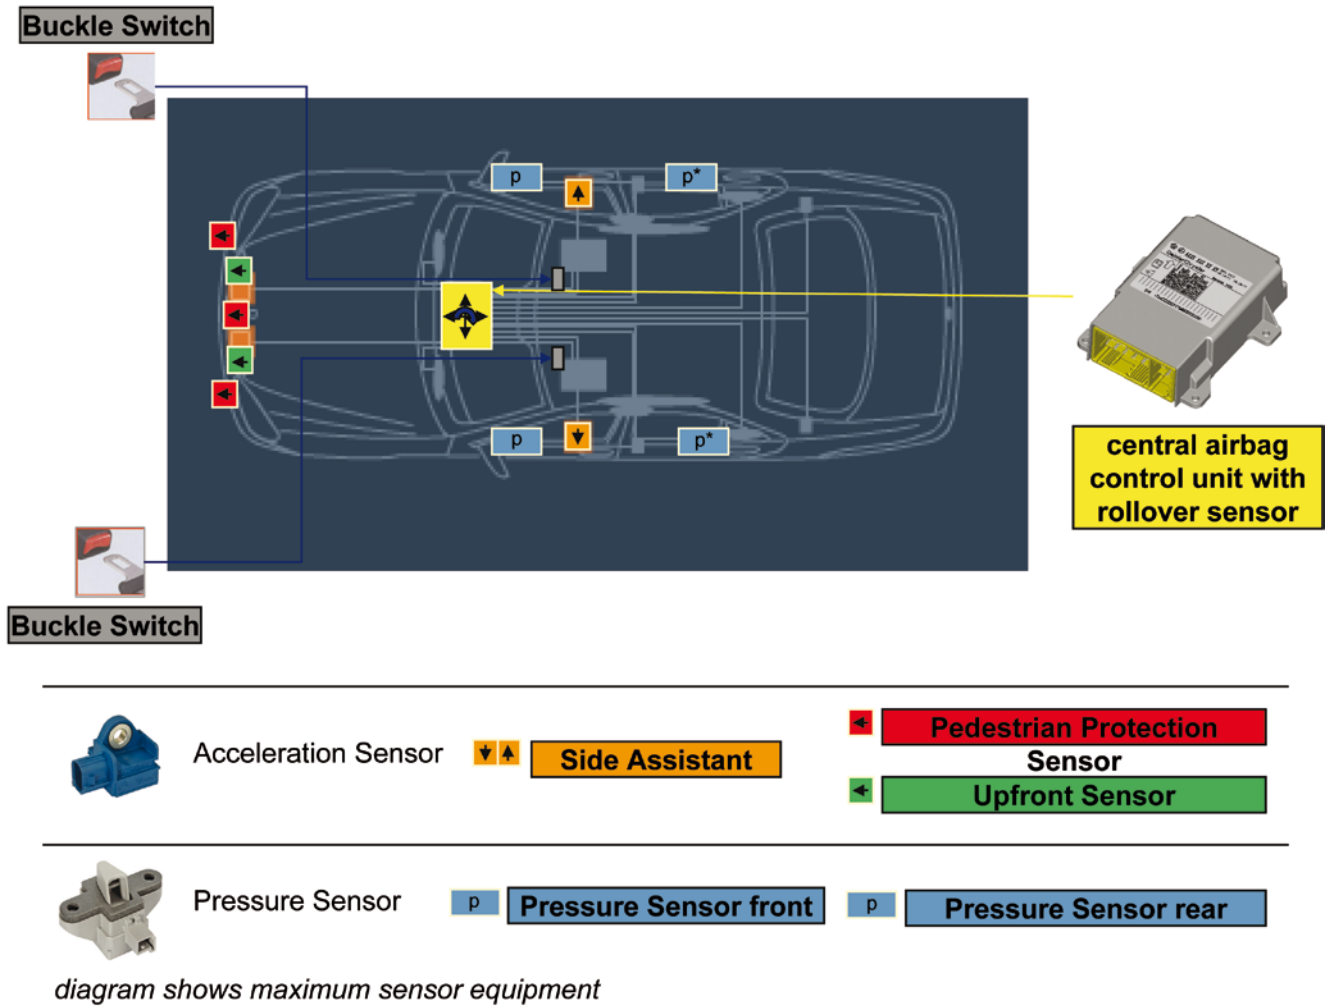 Buckle Switch
p
p*
p
p*
central airbag
control unit with
rollover sensor
Buckle Switch
Acceleration Sensor
Side Assistant
Pedestrian Protection
Sensor
Upfront Sensor
Pressure Sensor
p
Pressure Sensor front
p
Pressure Sensor rear
diagram shows maximum sensor equipment